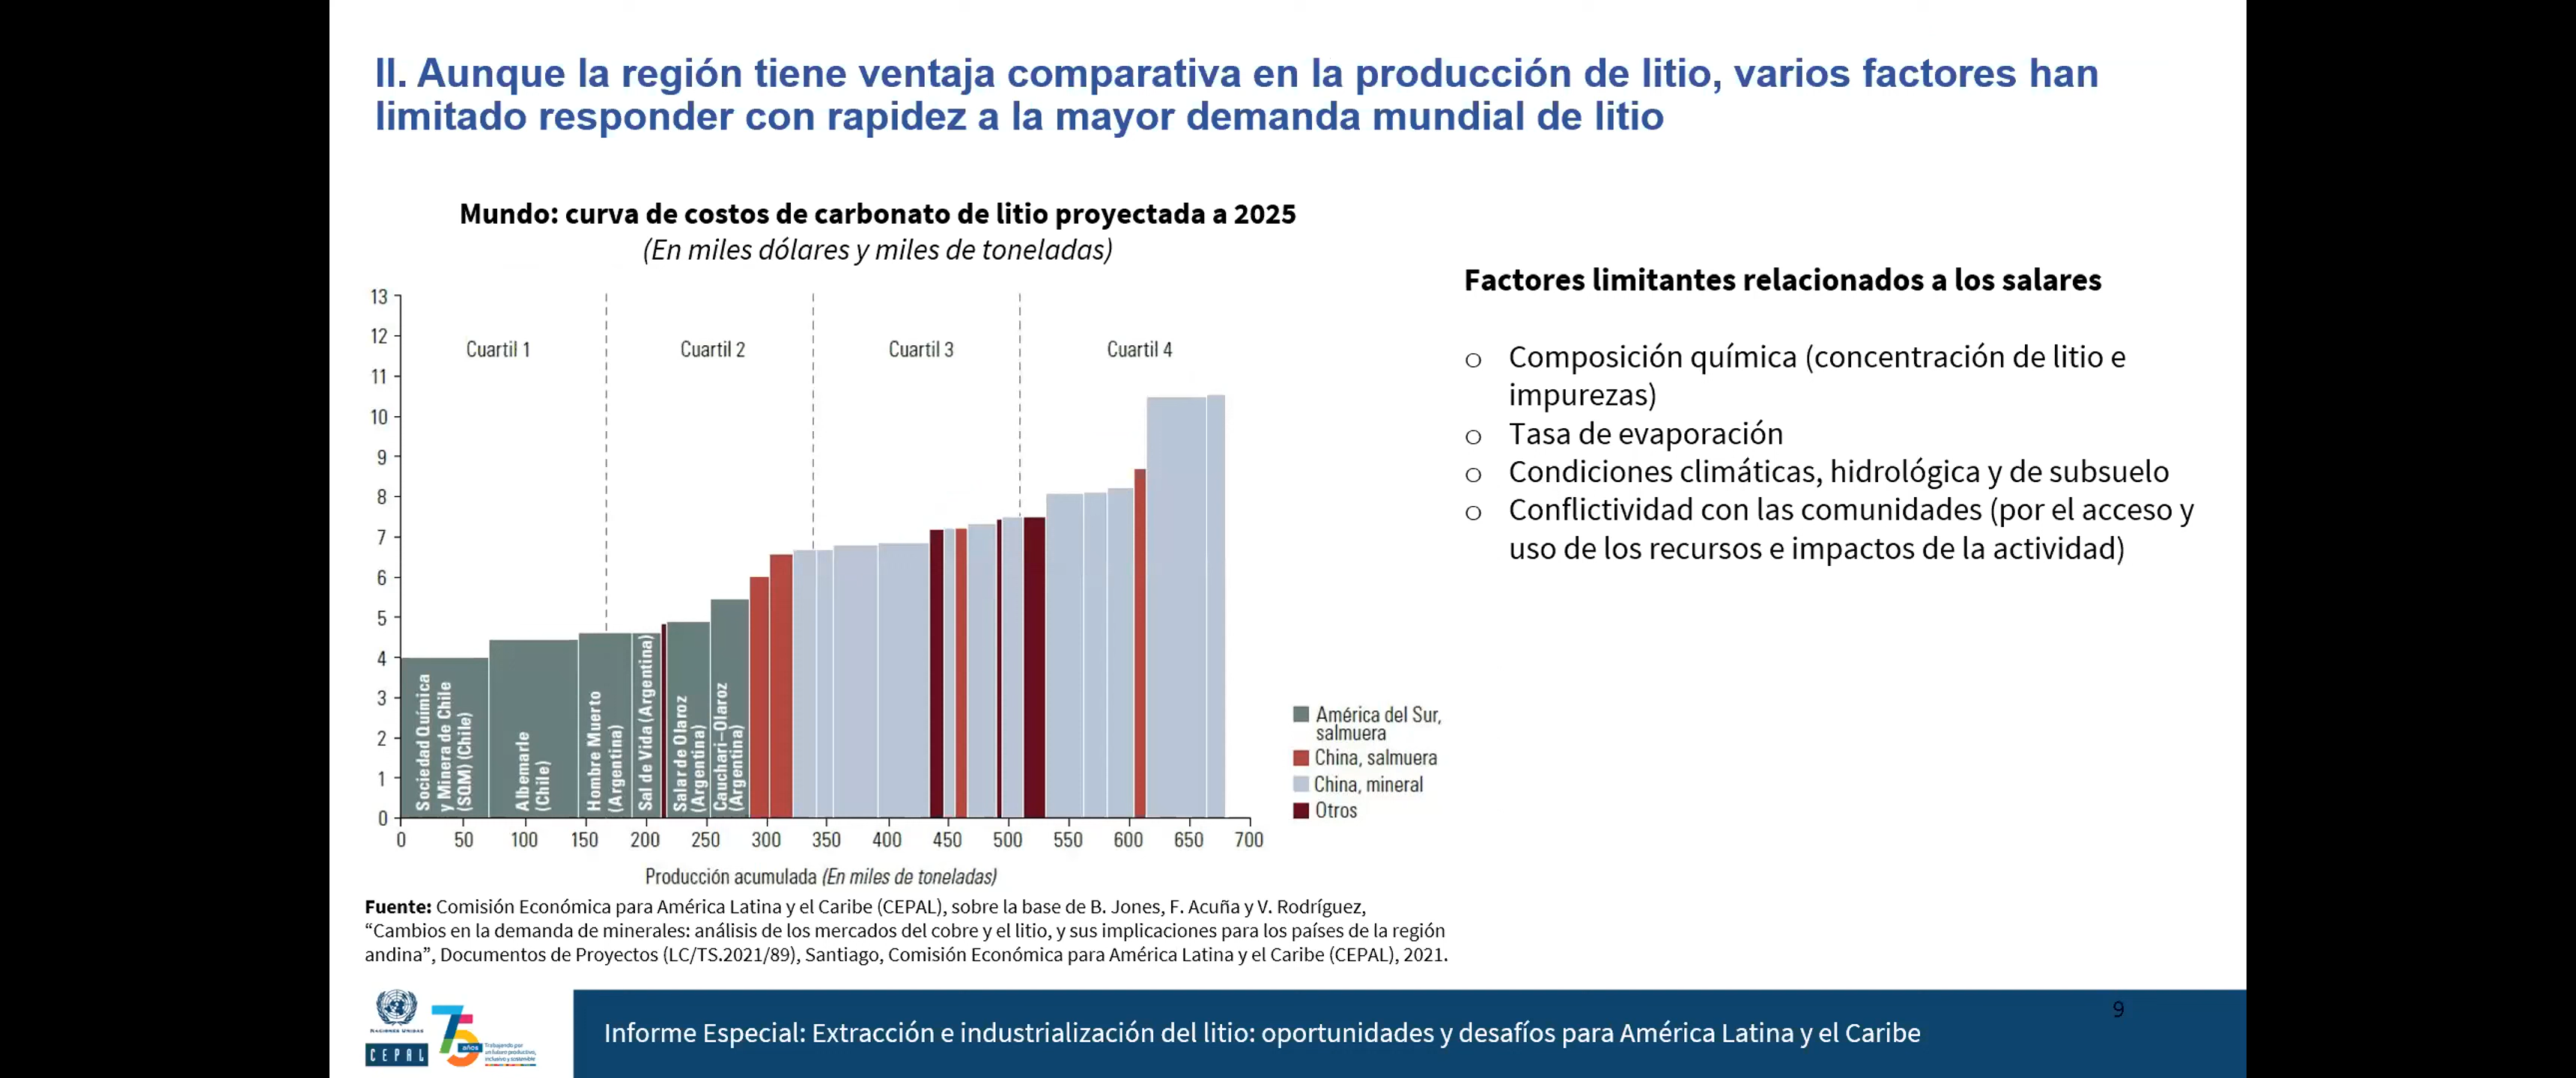 II. Aunque la región tiene ventaja comparativa en la producción de litio, varios factores han
limitado responder con rapidez a la mayor demanda mundial de litio
Mundo: curva de costos de carbonato de litio proyectada a 2025
(En miles dólares y miles de toneladas)
13
12
11
10
9
8
7
6
5
4
3
2
1
0
Cuartil 1
Cuartil 2
Cuartil 3
Cuartil 4
Sociedad Química
y Minera de Chile
(SQM) (Chile)
Albemarle
(Chile)
Hombre Muerto
(Argentina)
Sal de Vida (Argentina)
Salar de Olaroz
(Argentina)
Cauchari–Olaroz
(Argentina)
0 50 100 150 200 250 300 350 400 450 500 550 600 650 700
Producción acumulada (En miles de toneladas)
América del Sur,
salmuera
China, salmuera
China, mineral
Otros
Fuente: Comisión Económica para América Latina y el Caribe (CEPAL), sobre la base de B. Jones, F. Acuña y V. Rodríguez,
“Cambios en la demanda de minerales: análisis de los mercados del cobre y el litio, y sus implicaciones para los países de la región
andina”, Documentos de Proyectos (LC/TS.2021/89), Santiago, Comisión Económica para América Latina y el Caribe (CEPAL), 2021.
Factores limitantes relacionados a los salares
o Composición química (concentración de litio e
impurezas)
o Tasa de evaporación
o Condiciones climáticas, hidrológica y de subsuelo
o Conflictividad con las comunidades (por el acceso y
uso de los recursos e impactos de la actividad)
NACIONES UNIDAS
CEPAL
75
años
Trabajando por
un futuro productivo,
inclusivo y sostenible
Informe Especial: Extracción e industrialización del litio: oportunidades y desafíos para América Latina y el Caribe
9